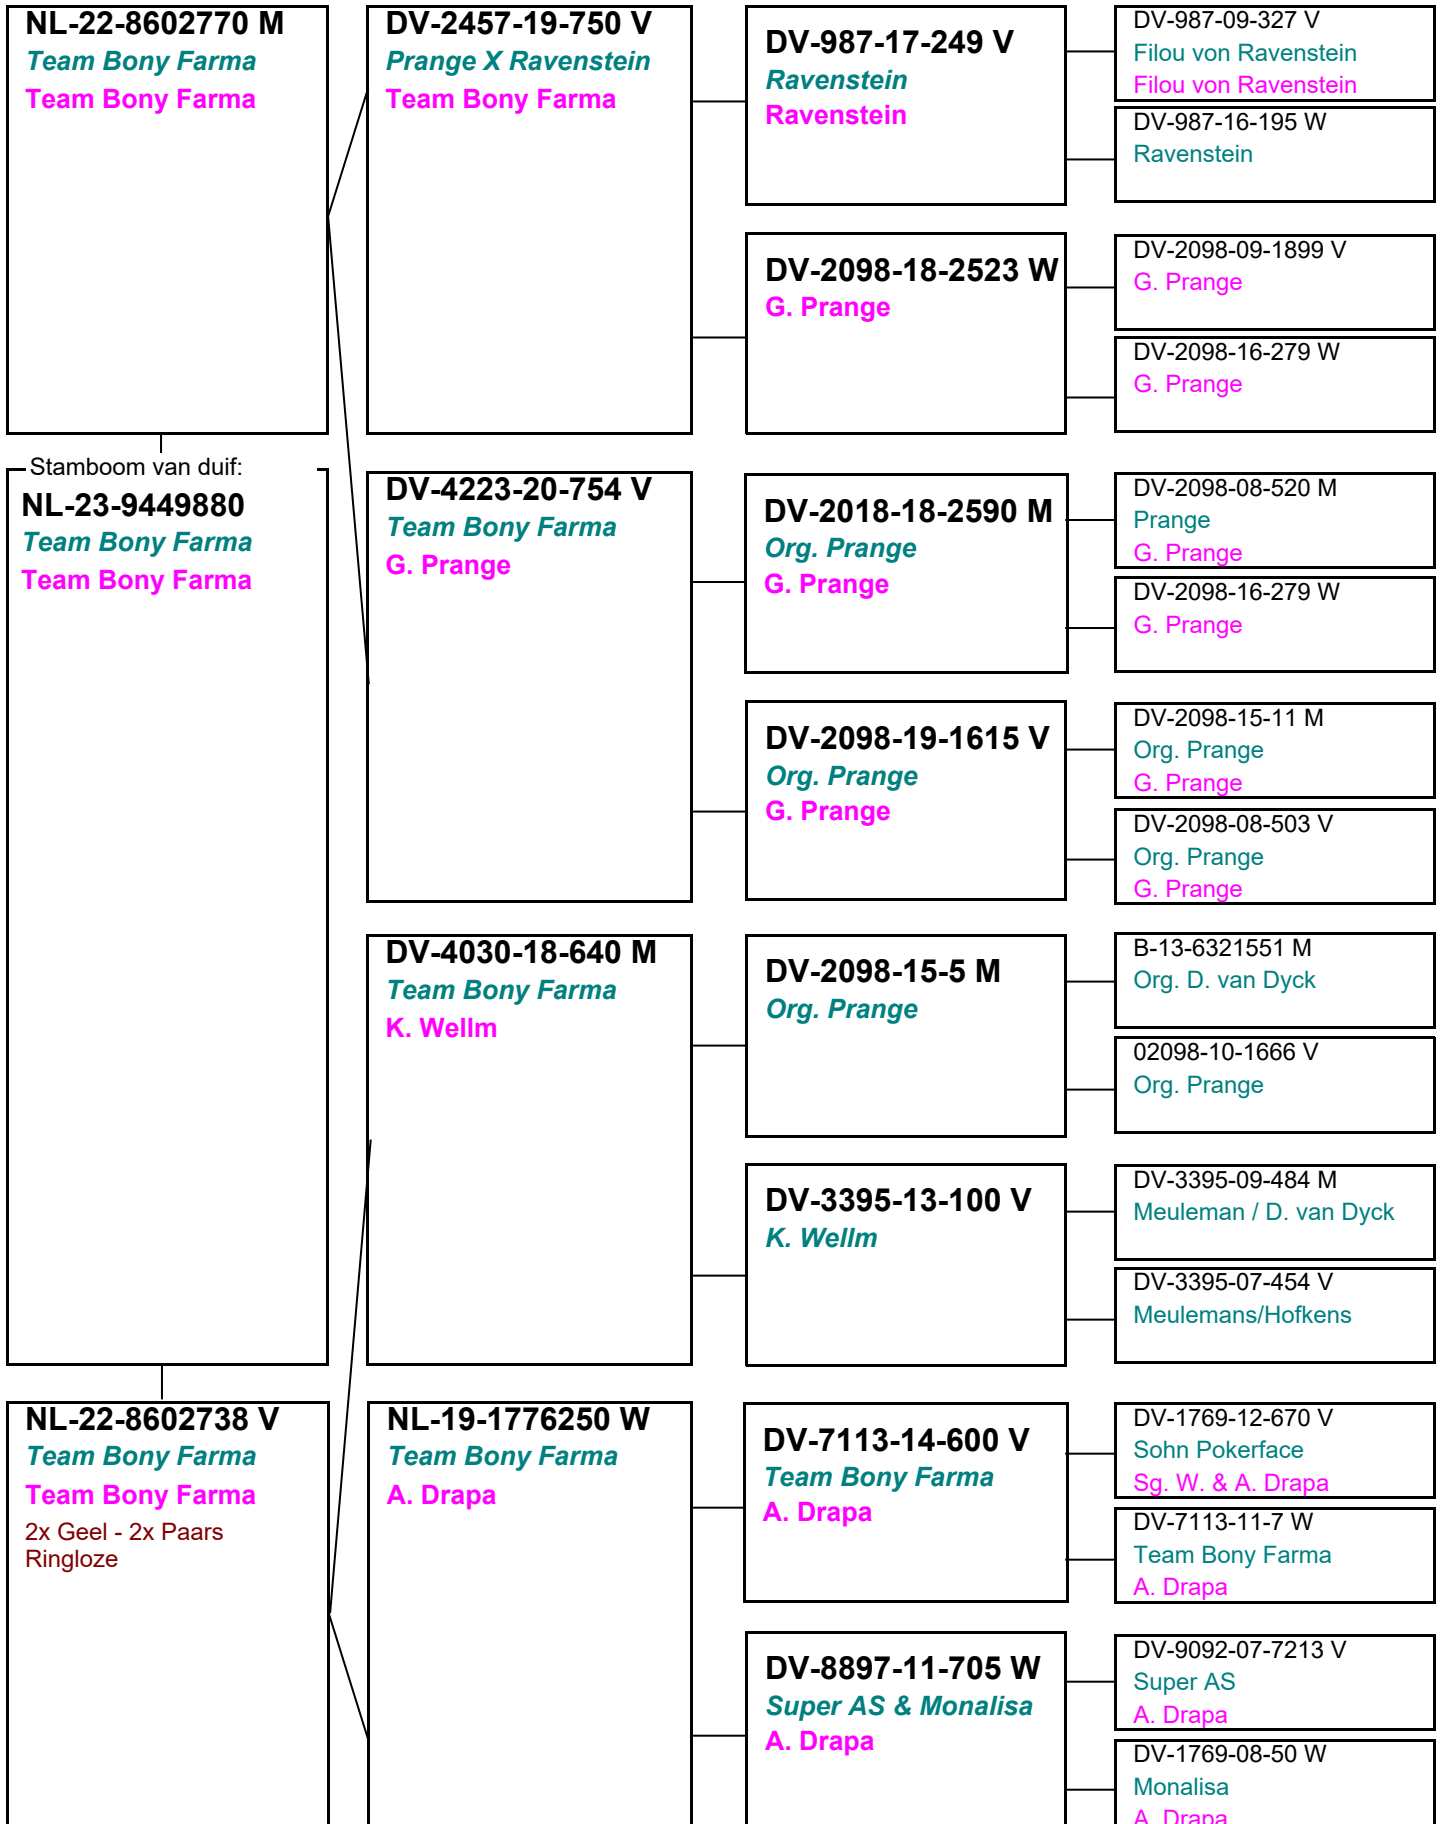 NL-22-8602770 M
Team Bony Farma
Team Bony Farma
Stamboom van duif:
NL-23-9449880
Team Bony Farma
Team Bony Farma
NL-22-8602738 V
Team Bony Farma
Team Bony Farma
2x Geel - 2x Paars
Ringloze
DV-2457-19-750 V
Prange X Ravenstein
Team Bony Farma
DV-4223-20-754 V
Team Bony Farma
G. Prange
DV-4030-18-640 M
Team Bony Farma
K. Wellm
NL-19-1776250 W
Team Bony Farma
A. Drapa
DV-987-17-249 V
Ravenstein
Ravenstein
DV-2098-18-2523 W
G. Prange
DV-2018-18-2590 M
Org. Prange
G. Prange
DV-2098-19-1615 V
Org. Prange
G. Prange
DV-2098-15-5 M
Org. Prange
DV-3395-13-100 V
K. Wellm
DV-7113-14-600 V
Team Bony Farma
A. Drapa
DV-8897-11-705 W
Super AS & Monalisa
A. Drapa
DV-987-09-327 V
Filou von Ravenstein
Filou von Ravenstein
DV-987-16-195 W
Ravenstein
DV-2098-09-1899 V
G. Prange
DV-2098-16-279 W
G. Prange
DV-2098-08-520 M
Prange
G. Prange
DV-2098-16-279 W
G. Prange
DV-2098-15-11 M
Org. Prange
G. Prange
DV-2098-08-503 V
Org. Prange
G. Prange
B-13-6321551 M
Org. D. van Dyck
02098-10-1666 V
Org. Prange
DV-3395-09-484 M
Meuleman / D. van Dyck
DV-3395-07-454 V
Meulemans/Hofkens
DV-1769-12-670 V
Sohn Pokerface
Sg. W. & A. Drapa
DV-7113-11-7 W
Team Bony Farma
A. Drapa
DV-9092-07-7213 V
Super AS
A. Drapa
DV-1769-08-50 W
Monalisa
A. Drapa